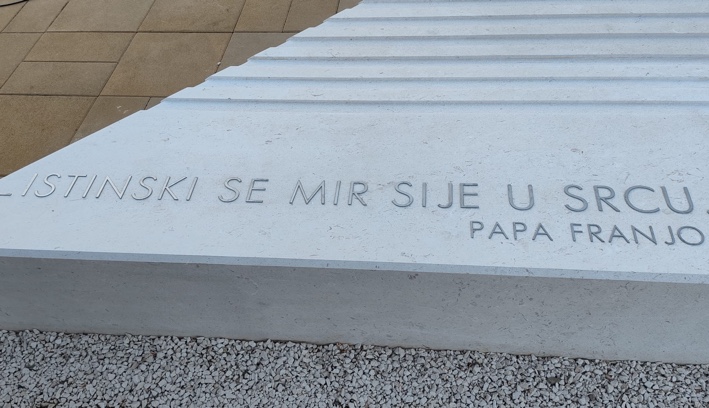 ISTINSKI SE MIR SIJE U SRCU.
PAPA FRANJO